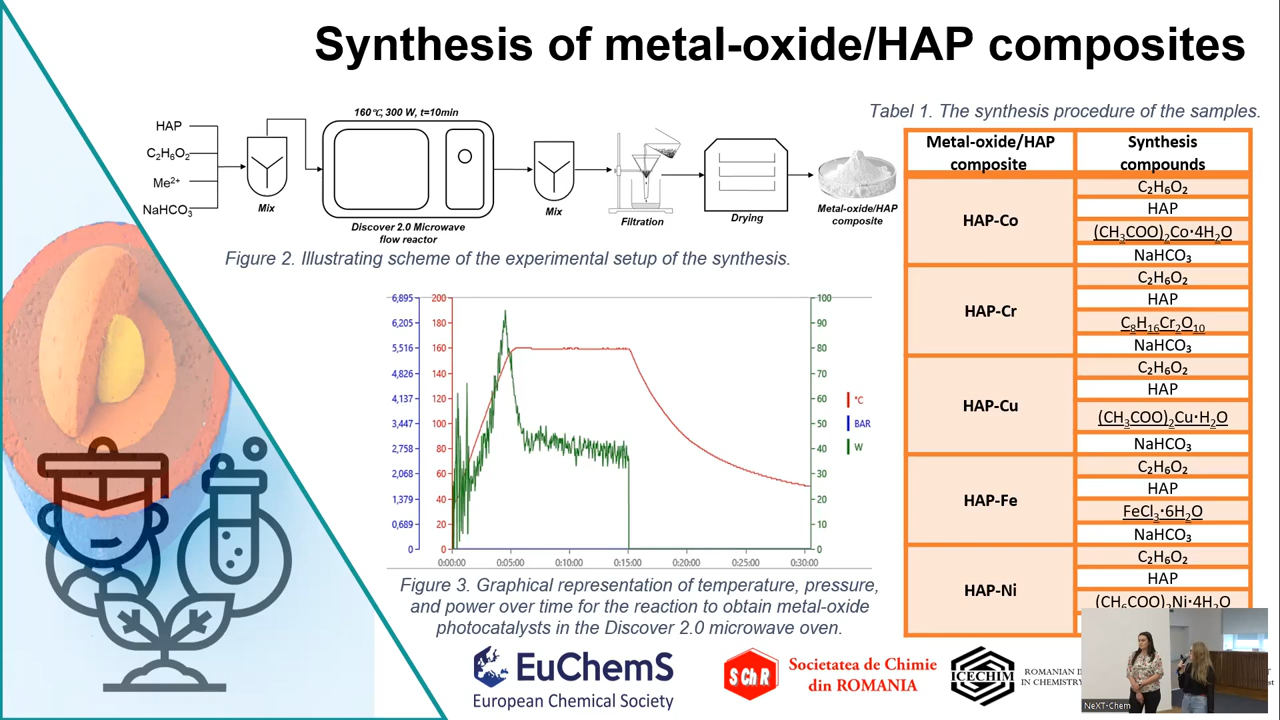 Synthesis of metal-oxide/HAP composites
160℃, 300 W, t=10min
HAP
C₂H₆O₂
Me²⁺
NaHCO₃
Mix
Discover 2.0 Microwave
flow reactor
Mix
Filtration
Drying
Metal-oxide/HAP
composite
Figure 2. Illustrating scheme of the experimental setup of the synthesis.
6,895
6,205
5,516
4,826
4,137
3,447
2,758
2,068
1,379
0,689
0
200
180
160
140
120
100
80
60
40
20
0
100
90
80
70
60
50
40
30
20
10
0
0:00:00
0:05:00
0:10:00
0:15:00
0:20:00
0:25:00
0:30:00
°C
BAR
W
Figure 3. Graphical representation of temperature, pressure,
and power over time for the reaction to obtain metal-oxide
photocatalysts in the Discover 2.0 microwave oven.
Tabel 1. The synthesis procedure of the samples.
Metal-oxide/HAP
composite
Synthesis
compounds
HAP-Co
C₂H₆O₂
HAP
(CH₃COO)₂Co·4H₂O
NaHCO₃
HAP-Cr
C₂H₆O₂
HAP
C₈H₁₆Cr₂O₁₀
NaHCO₃
HAP-Cu
C₂H₆O₂
HAP
(CH₃COO)₂Cu·H₂O
NaHCO₃
HAP-Fe
C₂H₆O₂
HAP
FeCl₃·6H₂O
NaHCO₃
HAP-Ni
C₂H₆O₂
HAP
(CH₆COO)₂Ni·4H₂O
EuChemS
European Chemical Society
SChR
Societatea de Chimie
din ROMANIA
ICECHIM
ROMANIAN
IN CHEMISTRY
NeXT-Chem